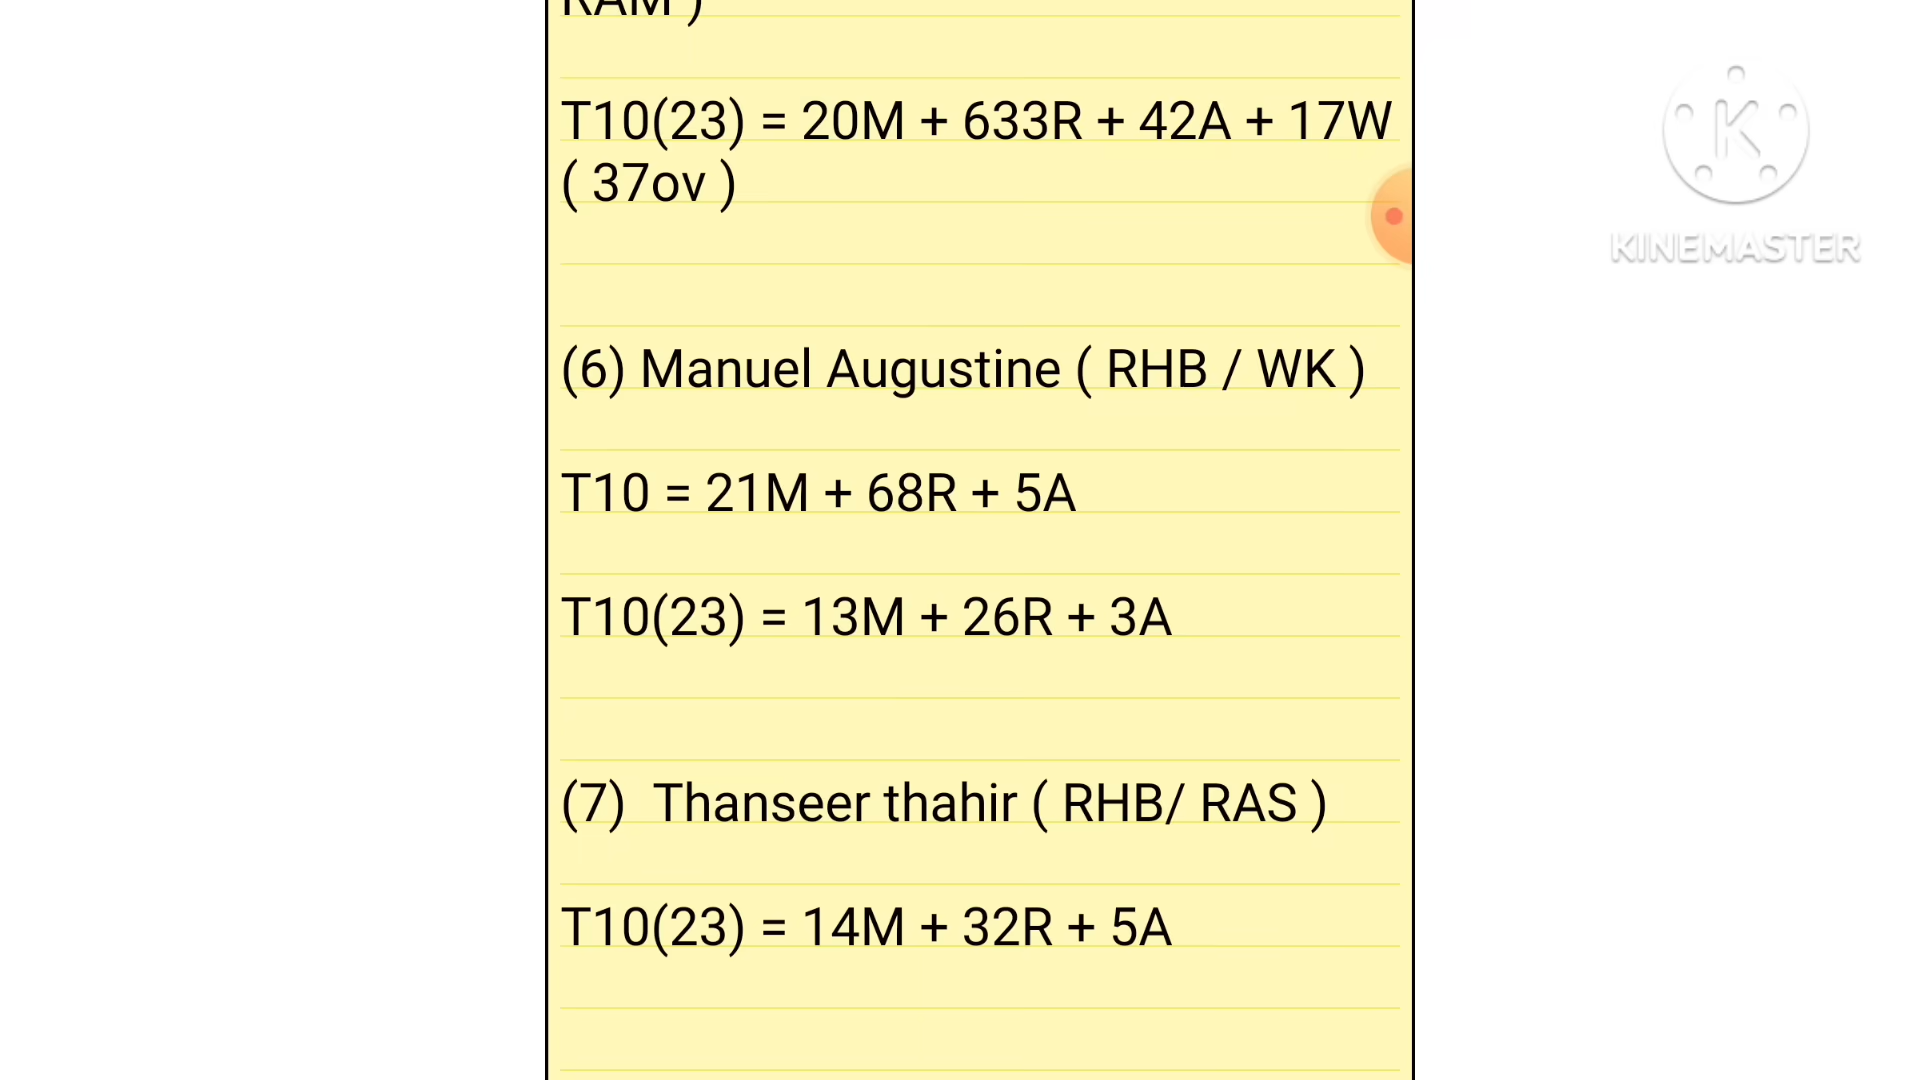 RAM )
T10(23) = 20M + 633R + 42A + 17W
( 37ov )
(6) Manuel Augustine ( RHB / WK )
T10 = 21M + 68R + 5A
T10(23) = 13M + 26R + 3A
(7) Thanseer thahir ( RHB/ RAS )
T10(23) = 14M + 32R + 5A
K
KINEMASTER